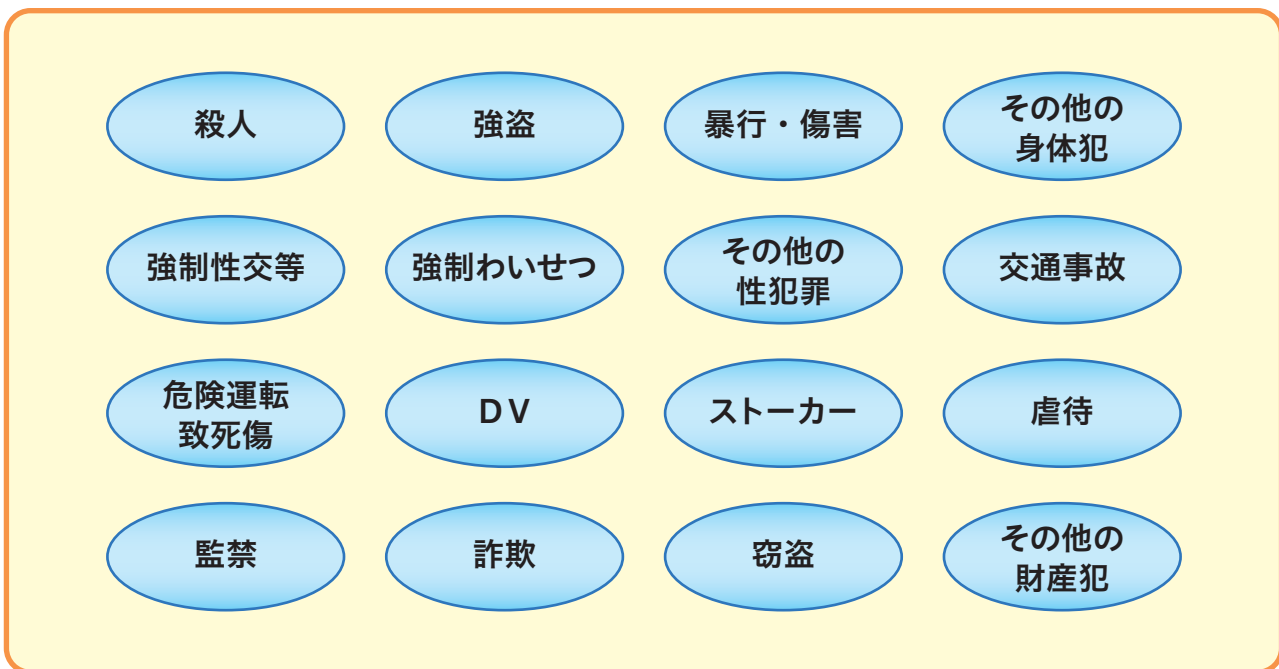 殺人
強盗
暴行・傷害
その他の
身体犯
強制性交等
強制わいせつ
その他の
性犯罪
交通事故
危険運転
致死傷
ＤＶ
ストーカー
虐待
監禁
詐欺
窃盗
その他の
財産犯